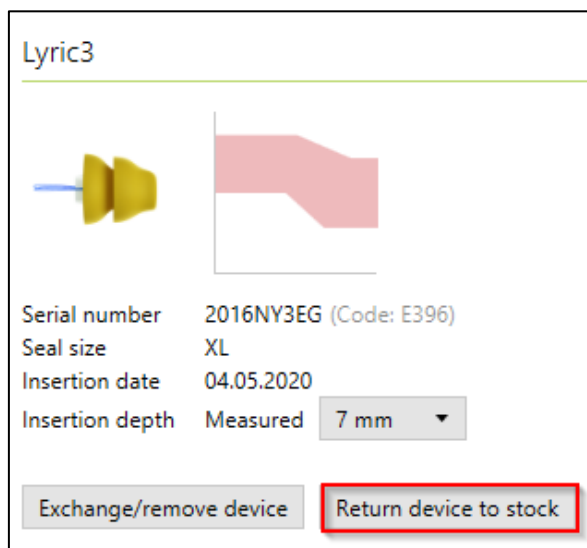 Lyric3
Serial number 2016NY3EG (Code: E396)
Seal size XL
Insertion date 04.05.2020
Insertion depth Measured 7 mm
Exchange/remove device Return device to stock